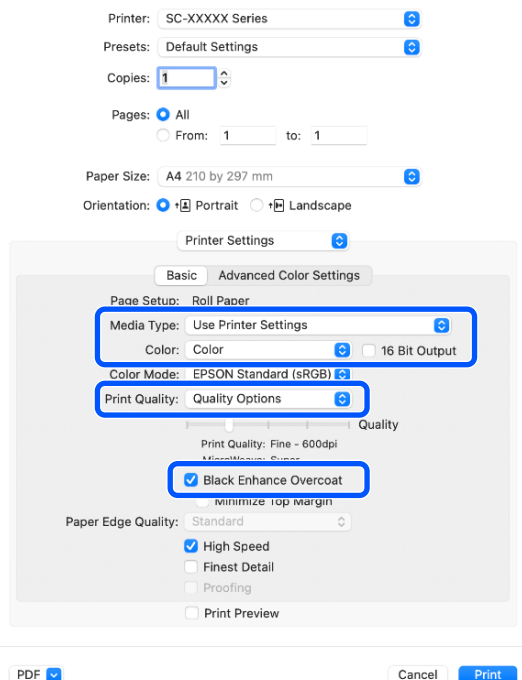 Printer: SC-XXXXX Series
Presets: Default Settings
Copies: 1
Pages: All
From: 1 to: 1
Paper Size: A4 210 by 297 mm
Orientation: Portrait Landscape
Printer Settings
Basic Advanced Color Settings
Page Setup: Roll Paper
Media Type: Use Printer Settings
Color: Color 16 Bit Output
Color Mode: EPSON Standard (sRGB)
Print Quality: Quality Options
Quality
Print Quality: Fine - 600dpi
MicroWeave: Super
Black Enhance Overcoat
Minimize Top Margin
Paper Edge Quality: Standard
High Speed
Finest Detail
Proofing
Print Preview
PDF Cancel Print